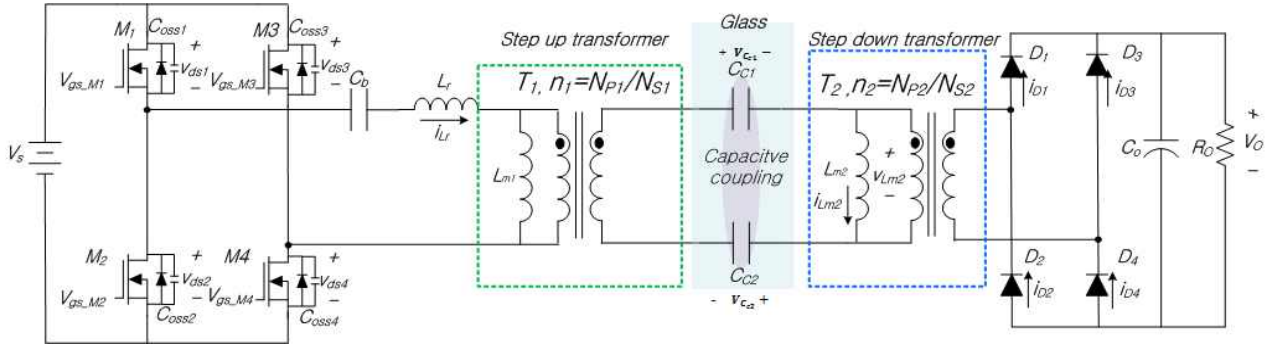 Glass
Step up transformer
Step down transformer
T1, n1=NP1/NS1
T2 ,n2=NP2/NS2
+ vCc1 -
CC1
Capacitve coupling
CC2
- vCc2 +
Vs
M1
Coss1
+
Vds1
-
Vgs_M1
M3
Coss3
+
Vds3
-
Vgs_M3
M2
Coss2
+
Vds2
-
Vgs_M2
M4
Coss4
+
Vds4
-
Vgs_M4
Cb
Lr
iLr
Lm1
Lm2
iLm2
+
vLm2
-
D1
iD1
D3
iD3
D2
iD2
D4
iD4
Co
RO
+
VO
-